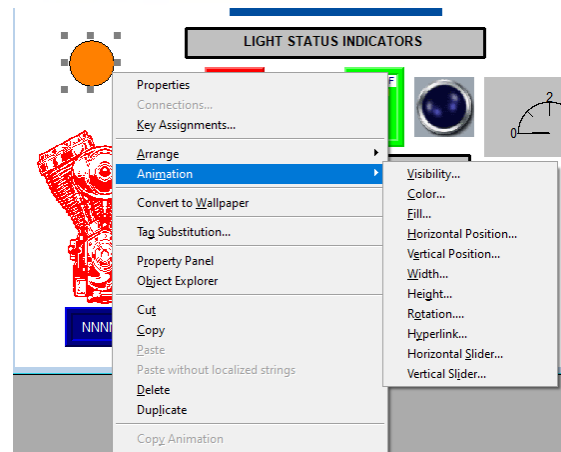 LIGHT STATUS INDICATORS
F
2
0
Properties
Connections...
Key Assignments...
Arrange
Animation
Convert to Wallpaper
Tag Substitution...
Property Panel
Object Explorer
Cut
Copy
Paste
Paste without localized strings
Delete
Duplicate
Copy Animation
Visibility...
Color...
Fill...
Horizontal Position...
Vertical Position...
Width...
Height...
Rotation....
Hyperlink...
Horizontal Slider...
Vertical Slider...
NNN